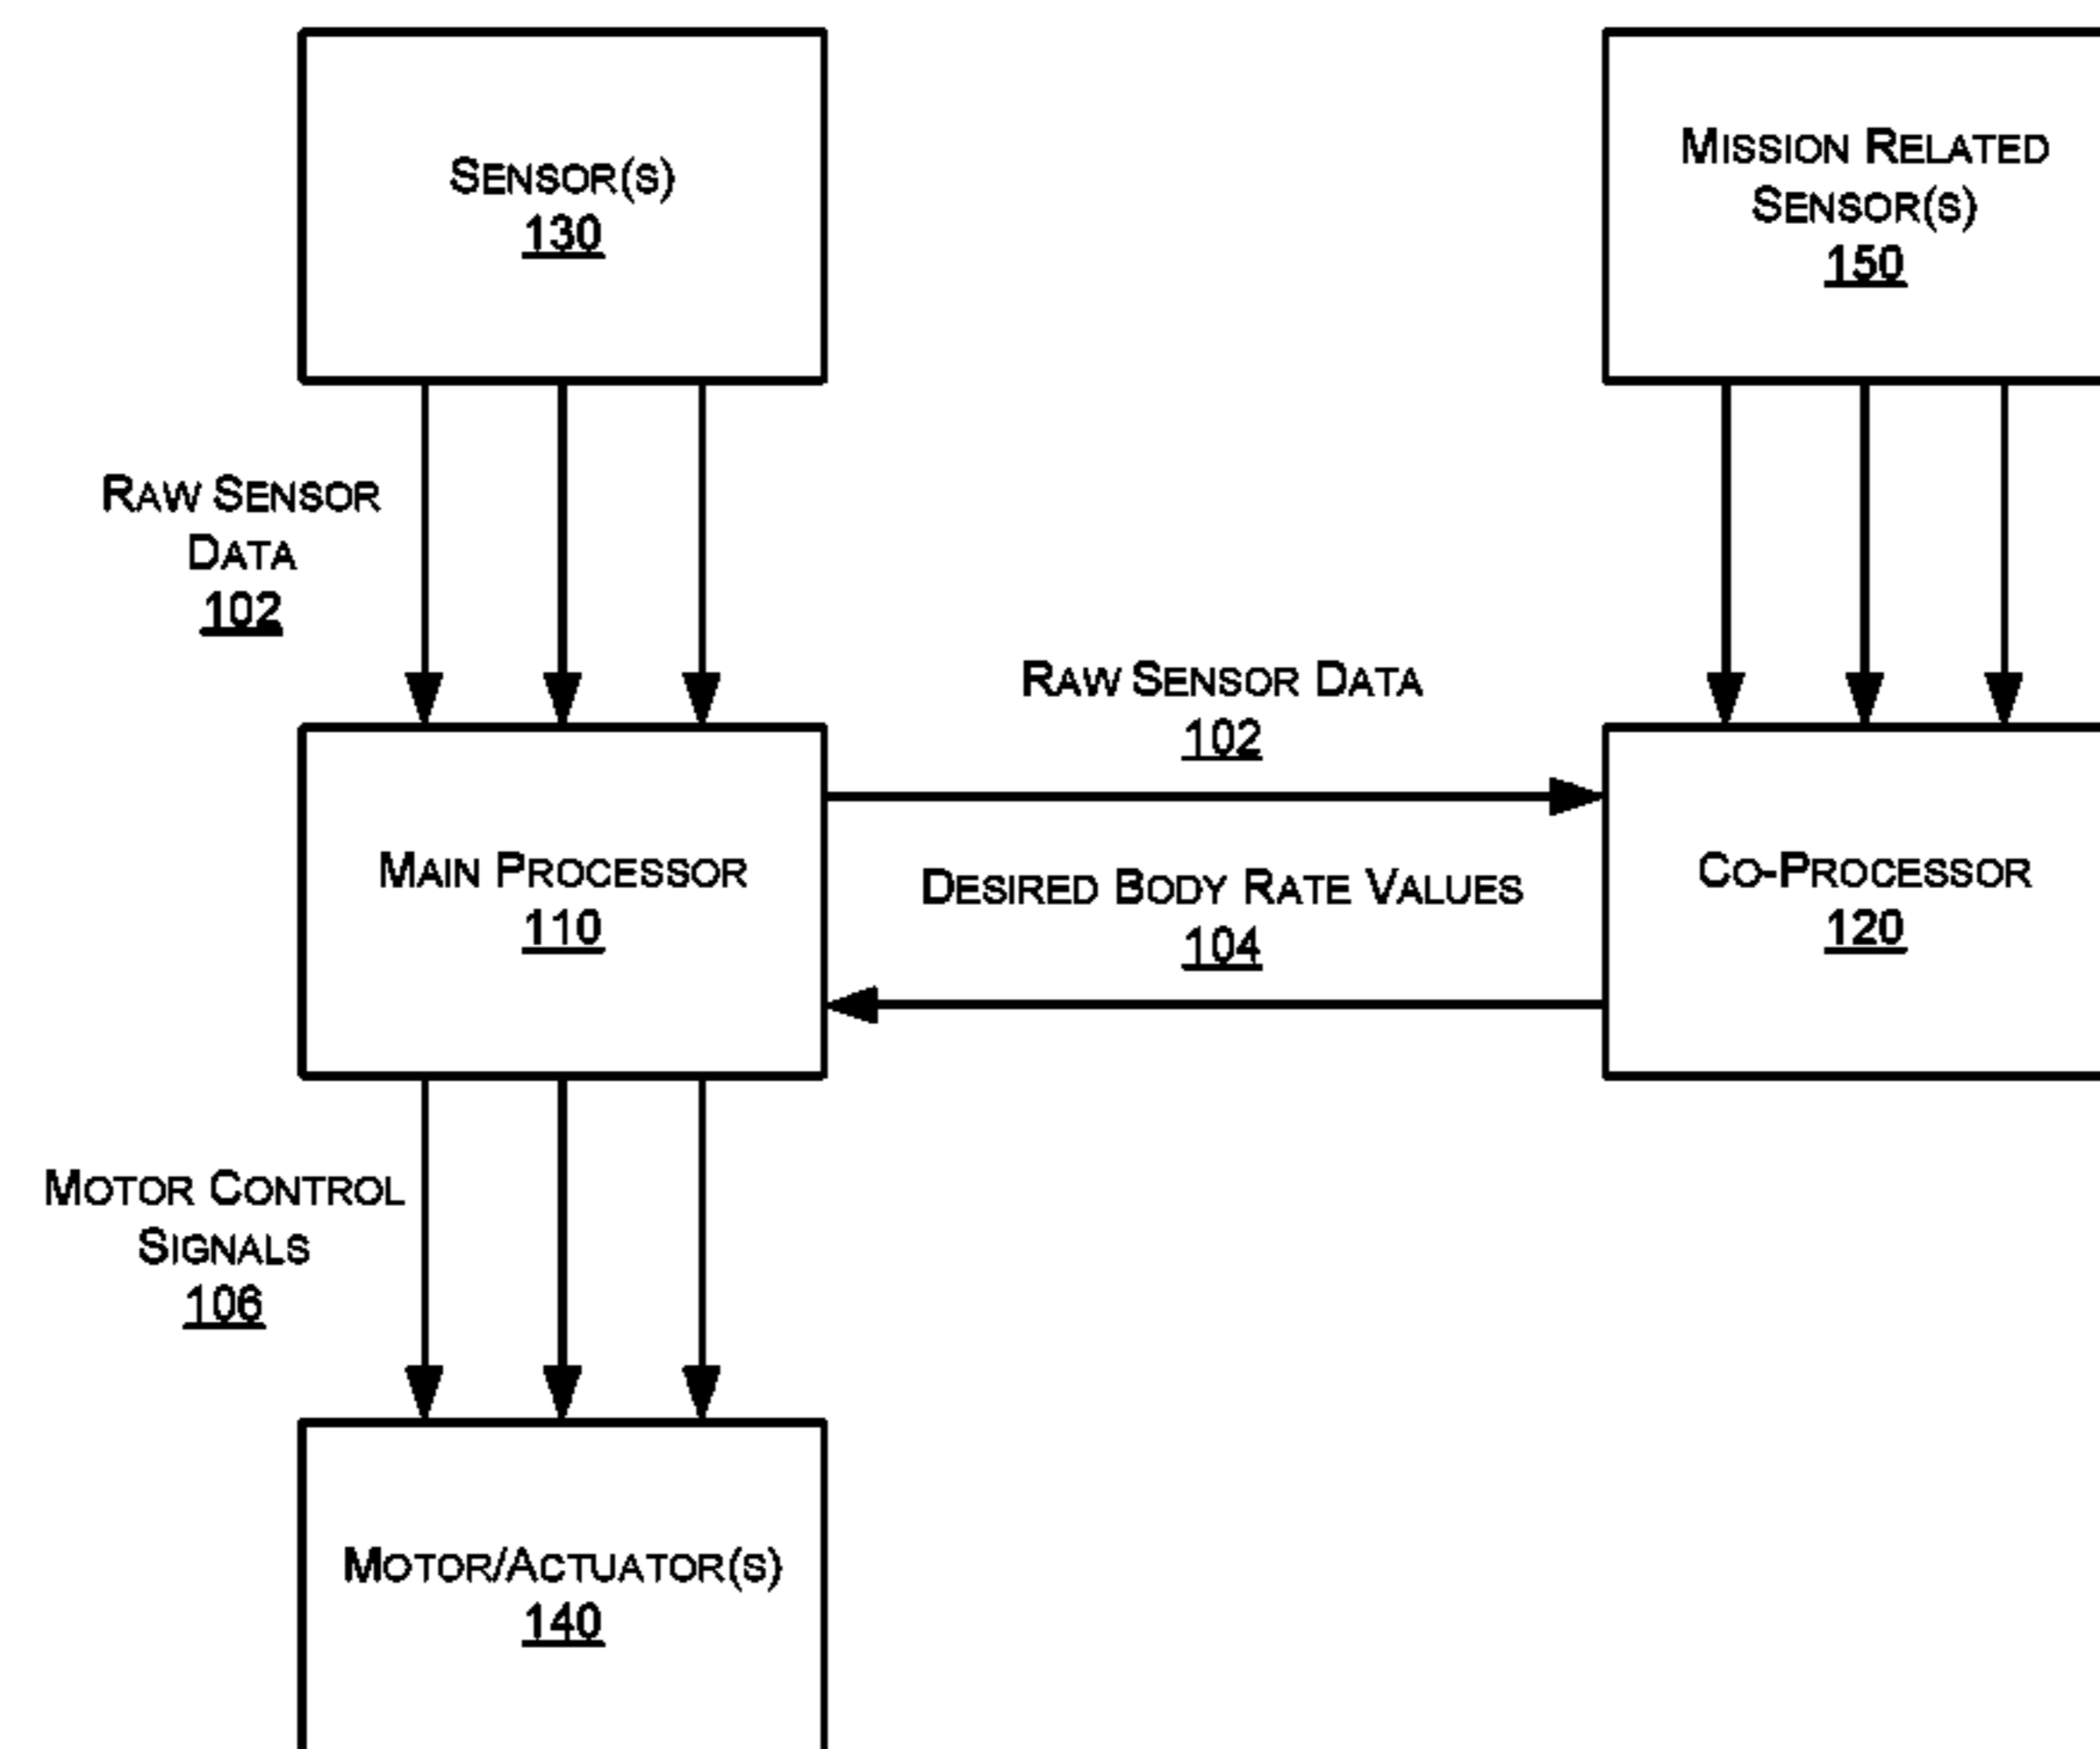 SENSOR(S)
130
MISSION RELATED
SENSOR(S)
150
RAW SENSOR
DATA
102
RAW SENSOR DATA
102
MAIN PROCESSOR
110
DESIRED BODY RATE VALUES
104
CO-PROCESSOR
120
MOTOR CONTROL
SIGNALS
106
MOTOR/ACTUATOR(S)
140